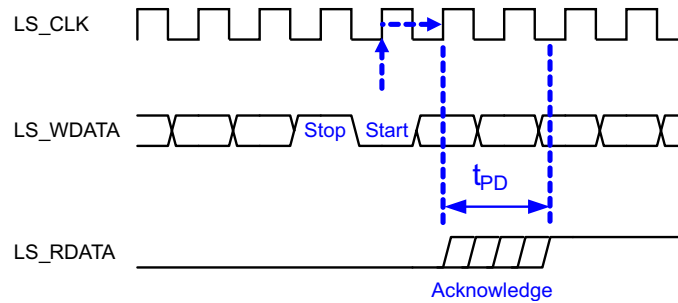 LS_CLK
LS_WDATA
Stop
Start
tPD
LS_RDATA
Acknowledge